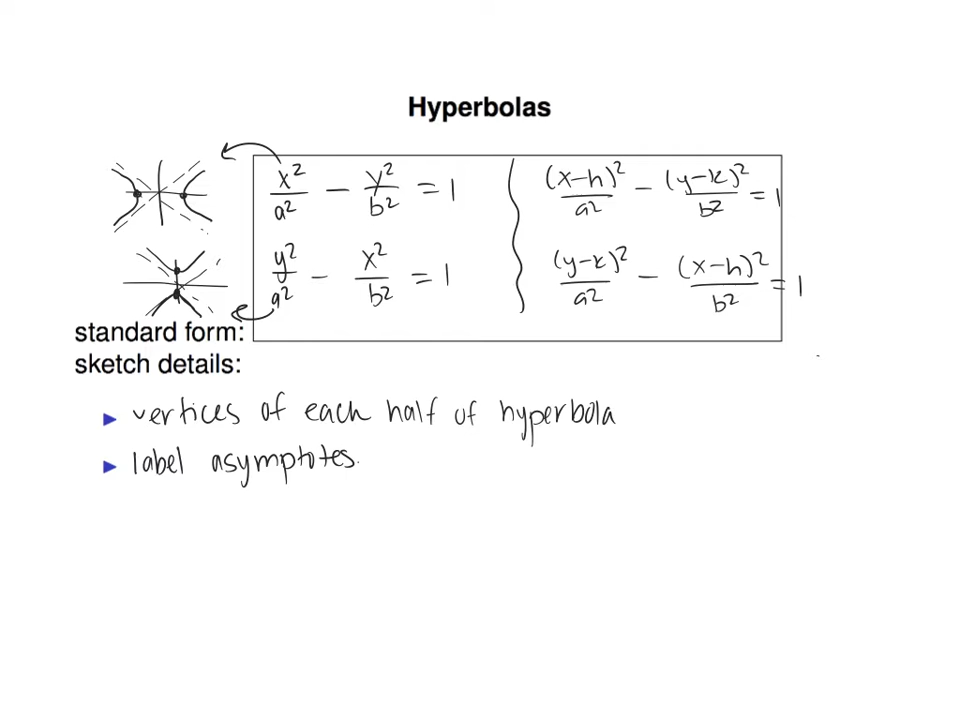 Hyperbolas
x²/a² − y²/b² = 1
(x−h)²/a² − (y−k)²/b² = 1
y²/a² − x²/b² = 1
(y−k)²/a² − (x−h)²/b² = 1
standard form:
sketch details:
vertices of each half of hyperbola
label asymptotes.